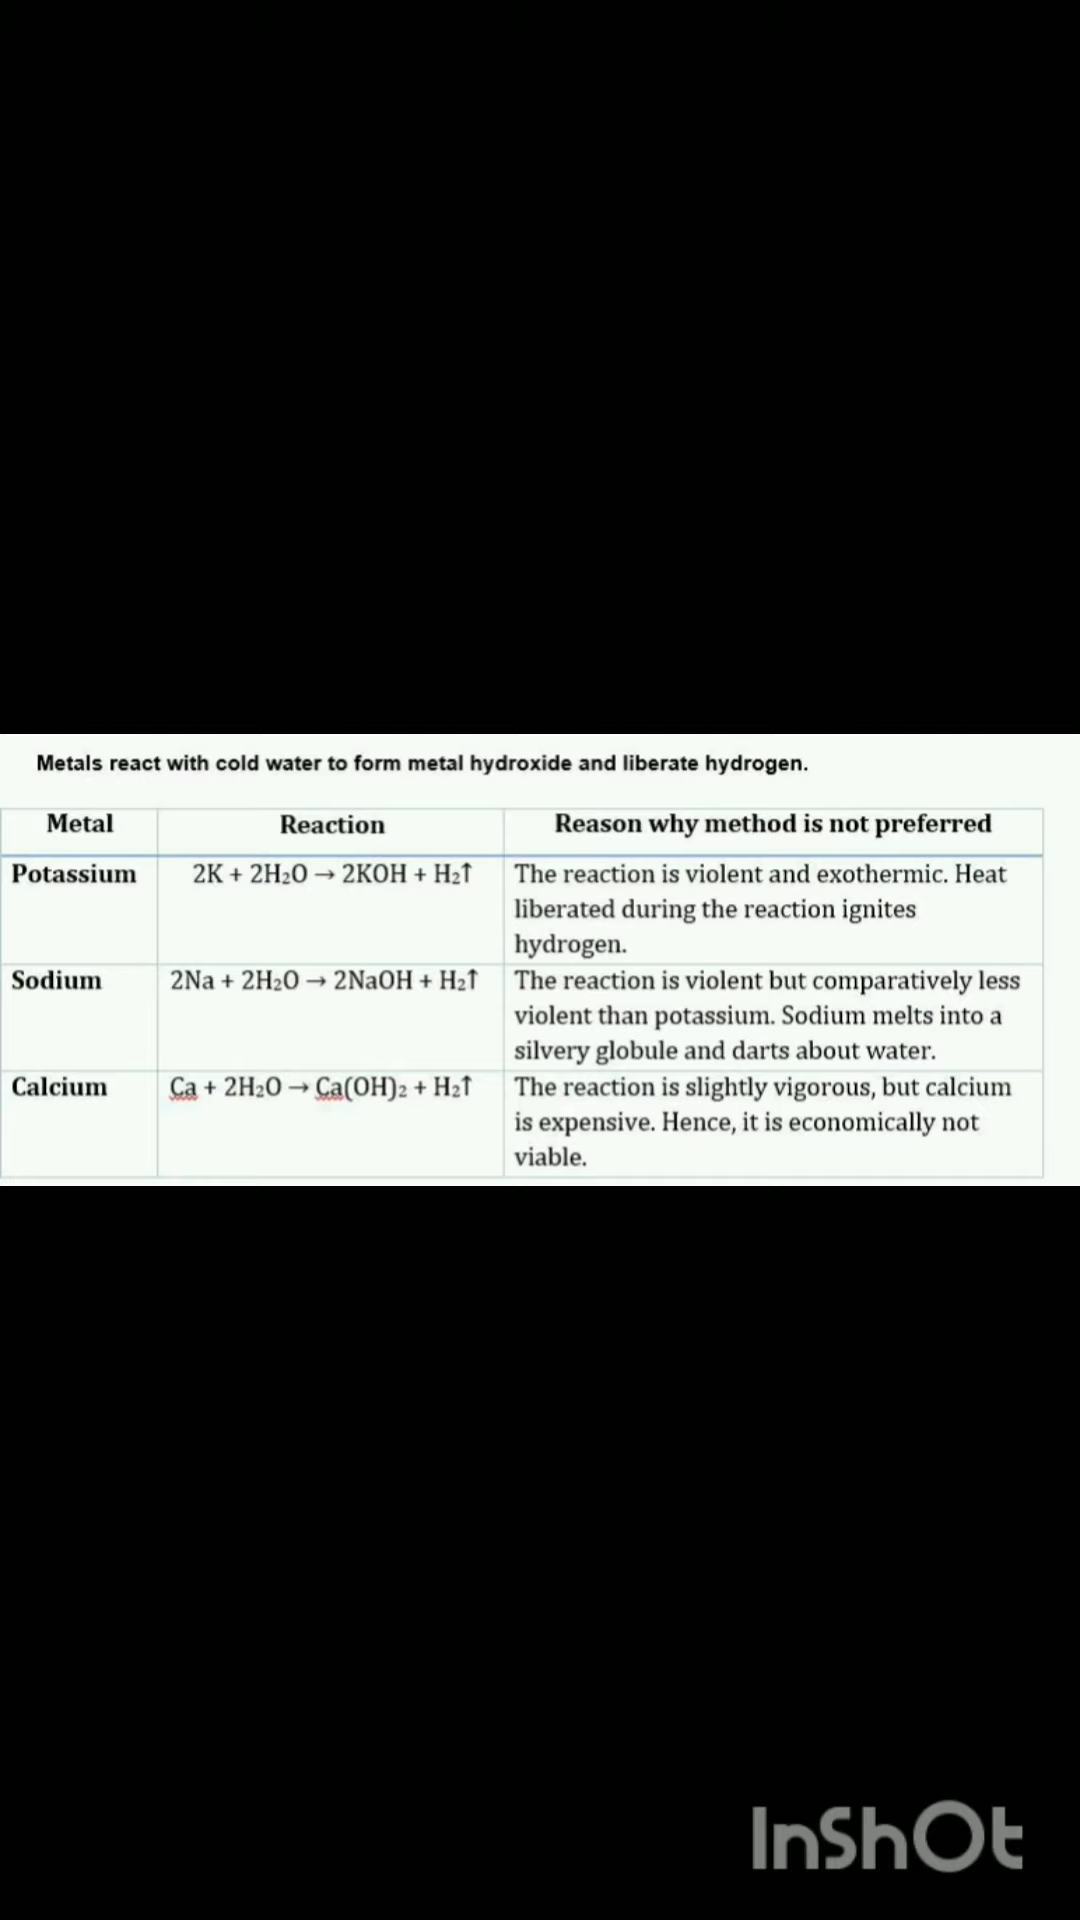 Metals react with cold water to form metal hydroxide and liberate hydrogen.
Metal Reaction Reason why method is not preferred
Potassium 2K + 2H₂O → 2KOH + H₂↑ The reaction is violent and exothermic. Heat
liberated during the reaction ignites
hydrogen.
Sodium 2Na + 2H₂O → 2NaOH + H₂↑ The reaction is violent but comparatively less
violent than potassium. Sodium melts into a
silvery globule and darts about water.
Calcium Ca + 2H₂O → Ca(OH)₂ + H₂↑ The reaction is slightly vigorous, but calcium
is expensive. Hence, it is economically not
viable.
InShOt